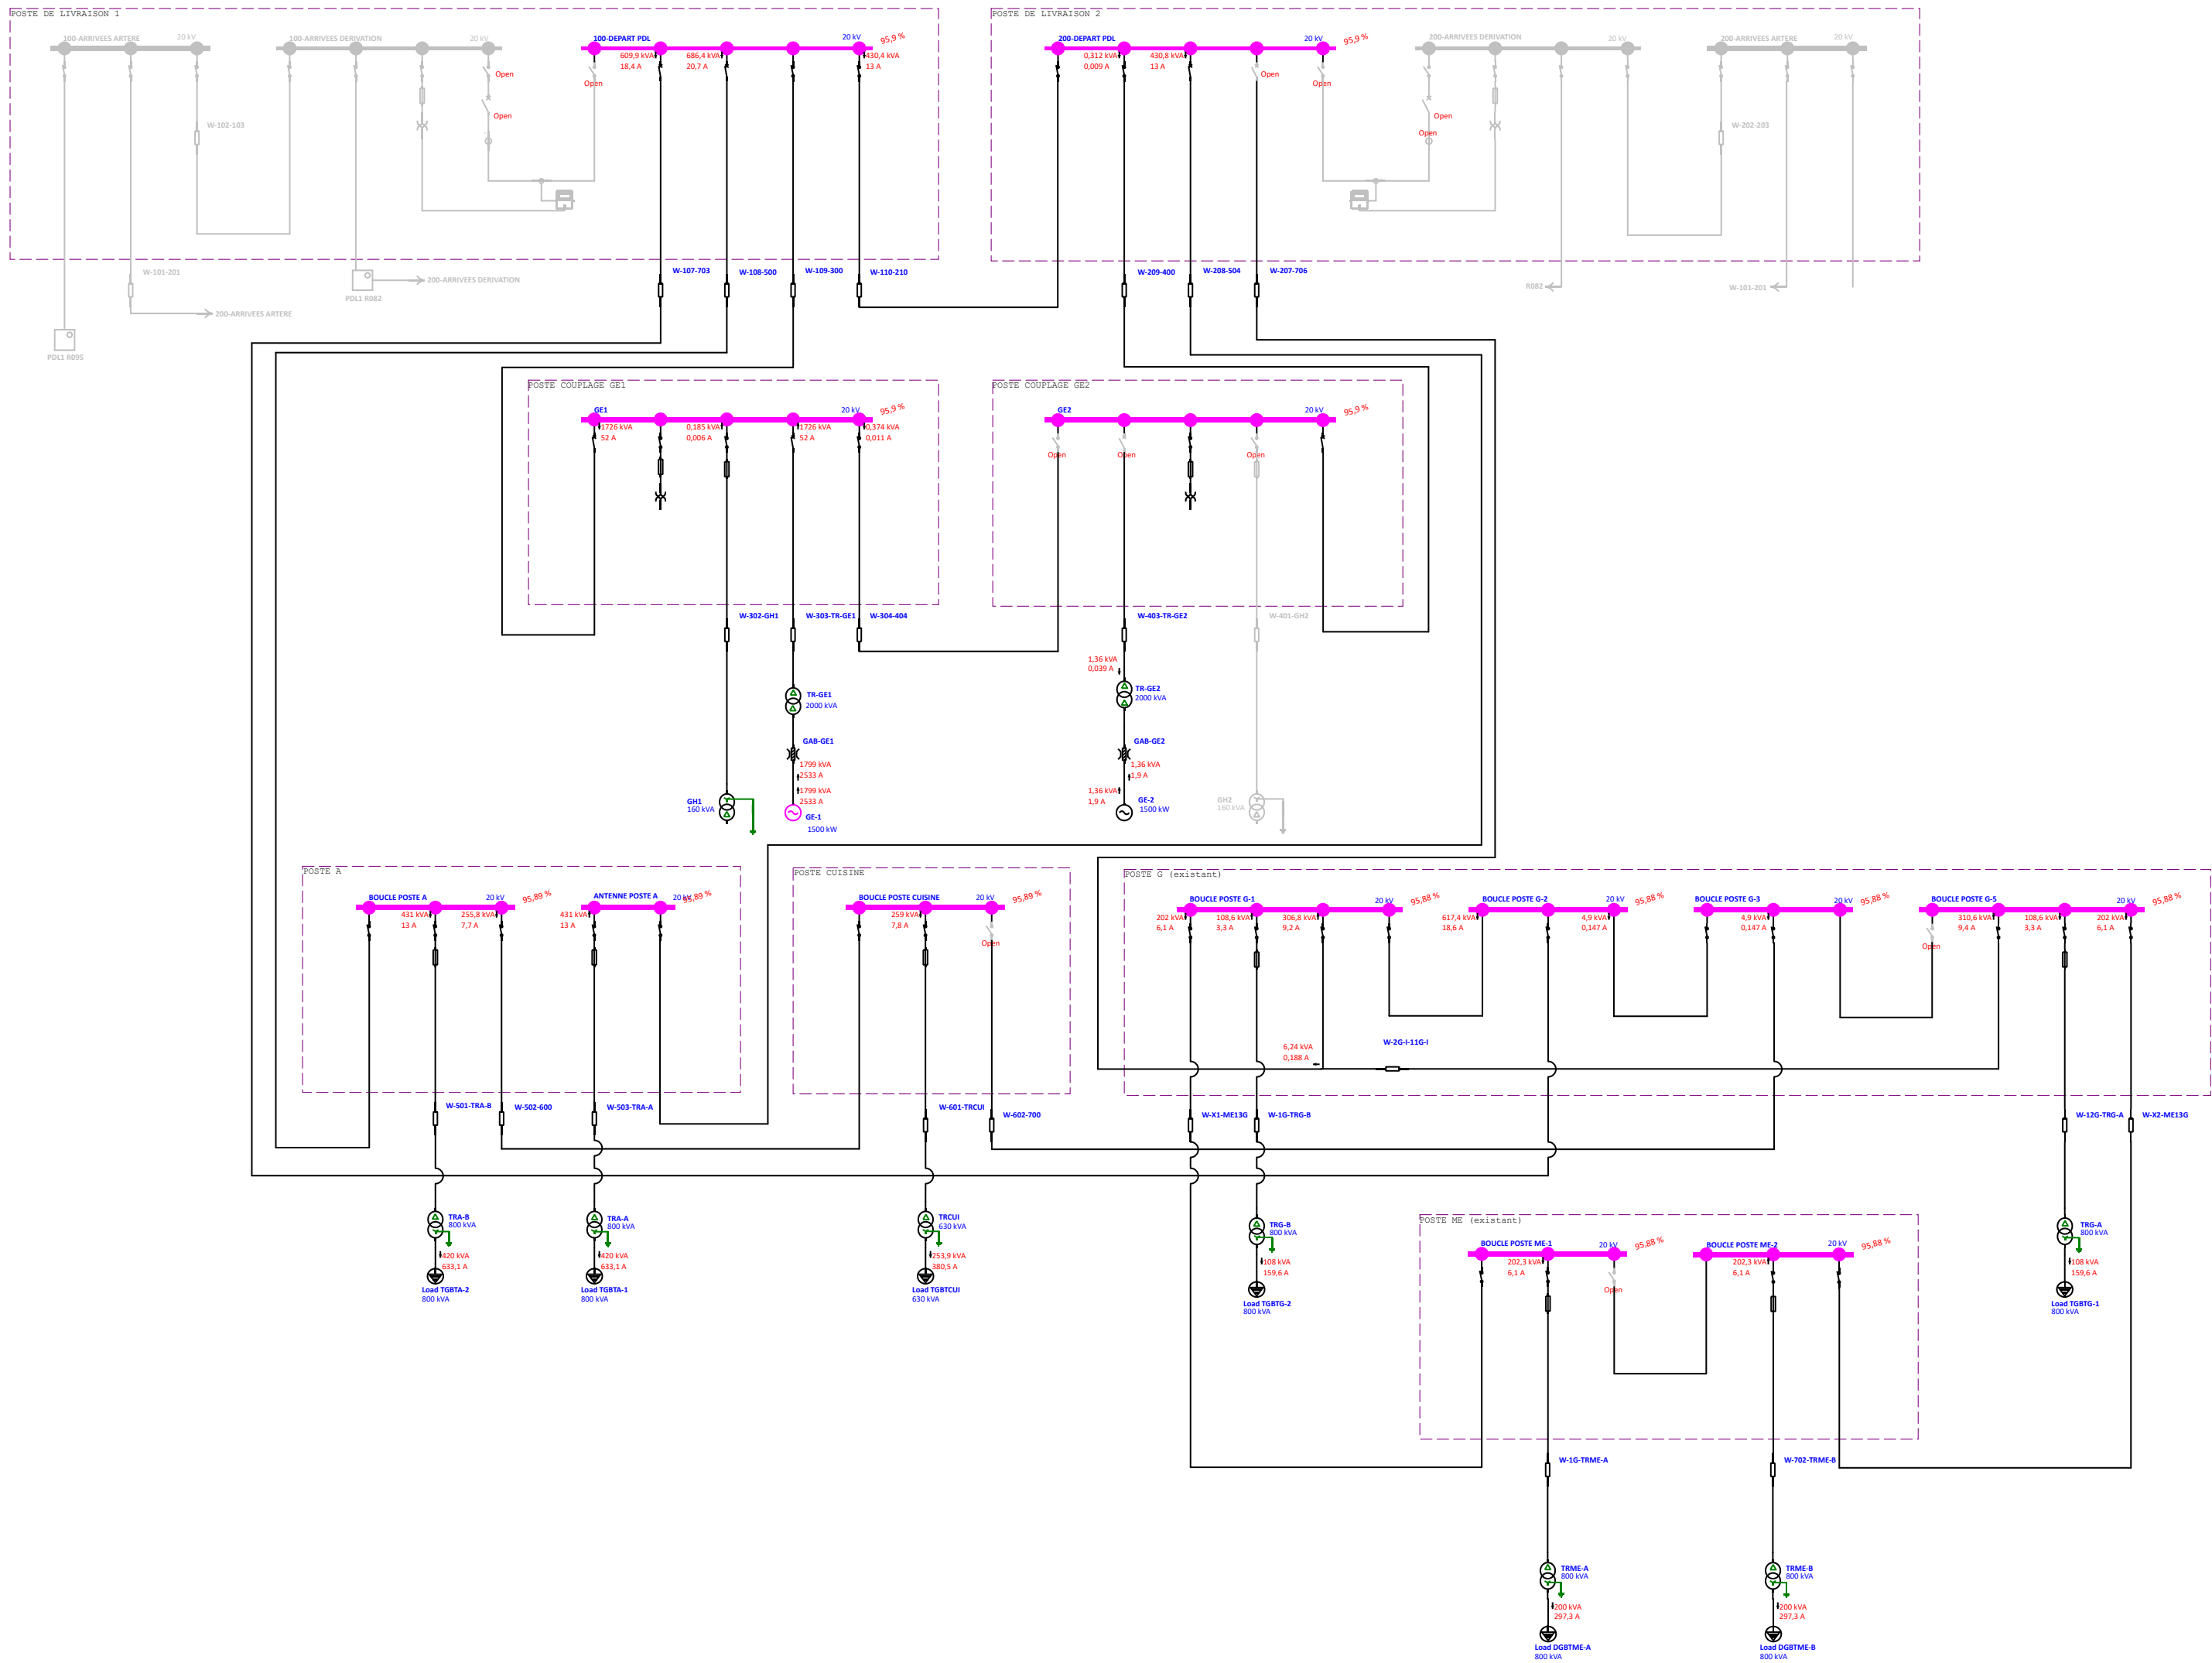 POSTE DE LIVRAISON 1
100-ARRIVEES ARTERE
20 kV
100-ARRIVEES DERIVATION
20 kV
100-DEPART PDL
20 kV
95,9 %
609,9 kVA
18,4 A
686,4 kVA
20,7 A
430,4 kVA
13 A
Open
Open
Open
W-102-103
W-101-201
PDL1 R082
200-ARRIVEES DERIVATION
200-ARRIVEES ARTERE
PDL1 R095
W-107-703
W-108-500
W-109-300
W-110-210
POSTE DE LIVRAISON 2
200-DEPART PDL
20 kV
95,9 %
0,312 kVA
0,009 A
430,8 kVA
13 A
Open
Open
200-ARRIVEES DERIVATION
20 kV
200-ARRIVEES ARTERE
20 kV
Open
Open
W-202-203
W-209-400
W-208-504
W-207-706
R082
W-101-201
POSTE COUPLAGE GE1
GE1
20 kV
95,9 %
1726 kVA
52 A
0,185 kVA
0,006 A
1726 kVA
52 A
0,374 kVA
0,011 A
W-302-GH1
W-303-TR-GE1
W-304-404
TR-GE1
2000 kVA
GAB-GE1
1799 kVA
2533 A
1799 kVA
2533 A
GE-1
1500 kW
GH1
160 kVA
POSTE COUPLAGE GE2
GE2
20 kV
95,9 %
Open
Open
Open
W-403-TR-GE2
W-401-GH2
1,36 kVA
0,039 A
TR-GE2
2000 kVA
GAB-GE2
1,36 kVA
1,9 A
1,36 kVA
1,9 A
GE-2
1500 kW
GH2
160 kVA
POSTE A
BOUCLE POSTE A
20 kV
95,89 %
431 kVA
13 A
255,8 kVA
7,7 A
ANTENNE POSTE A
20 kV
95,89 %
431 kVA
13 A
W-501-TRA-B
W-502-600
W-503-TRA-A
TRA-B
800 kVA
420 kVA
633,1 A
Load TGBTA-2
800 kVA
TRA-A
800 kVA
420 kVA
633,1 A
Load TGBTA-1
800 kVA
POSTE CUISINE
BOUCLE POSTE CUISINE
20 kV
95,89 %
259 kVA
7,8 A
Open
W-601-TRCUI
W-602-700
TRCUI
630 kVA
253,9 kVA
380,5 A
Load TGBTCUI
630 kVA
POSTE G (existant)
BOUCLE POSTE G-1
20 kV
95,88 %
202 kVA
6,1 A
108,6 kVA
3,3 A
306,8 kVA
9,2 A
BOUCLE POSTE G-2
20 kV
95,88 %
617,4 kVA
18,6 A
4,9 kVA
0,147 A
BOUCLE POSTE G-3
20 kV
95,88 %
4,9 kVA
0,147 A
BOUCLE POSTE G-5
20 kV
95,88 %
310,6 kVA
9,4 A
108,6 kVA
3,3 A
202 kVA
6,1 A
Open
6,24 kVA
0,188 A
W-2G-I-11G-I
W-X1-ME13G
W-1G-TRG-B
W-12G-TRG-A
W-X2-ME13G
TRG-B
800 kVA
108 kVA
159,6 A
Load TGBTG-2
800 kVA
TRG-A
800 kVA
108 kVA
159,6 A
Load TGBTG-1
800 kVA
POSTE ME (existant)
BOUCLE POSTE ME-1
20 kV
95,88 %
202,3 kVA
6,1 A
Open
BOUCLE POSTE ME-2
20 kV
95,88 %
202,3 kVA
6,1 A
W-1G-TRME-A
W-702-TRME-B
TRME-A
800 kVA
200 kVA
297,3 A
Load DGBTME-A
800 kVA
TRME-B
800 kVA
200 kVA
297,3 A
Load DGBTME-B
800 kVA